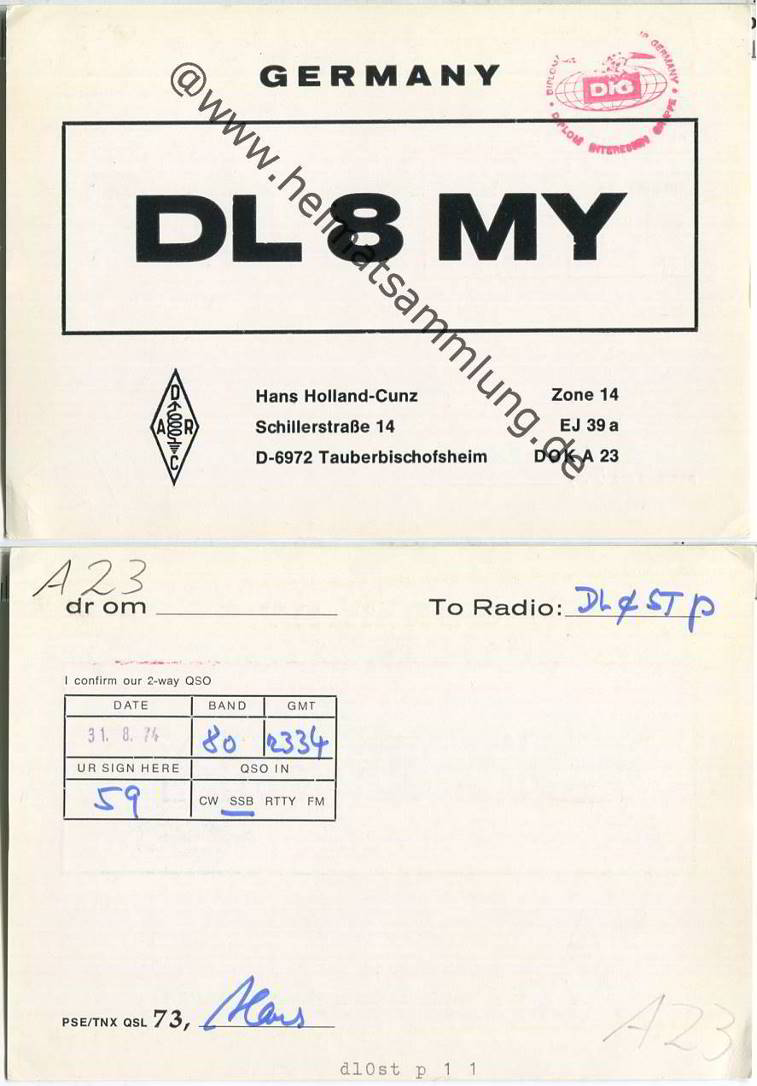 GERMANY
DIG
DIPLOM INTERESSEN GRUPPE
GERMANY
@www.heimatsammlung.de
DL 8 MY
DARC
Hans Holland-Cunz Zone 14
Schillerstraße 14 EJ 39 a
D-6972 Tauberbischofsheim DOK A 23
A23
dr om To Radio: DLØSTp
I confirm our 2-way QSO
DATE BAND GMT
31. 8. 74 80 2334
UR SIGN HERE QSO IN
59 CW SSB RTTY FM
PSE/TNX QSL 73, Hans
A23
dl0st p 1 1